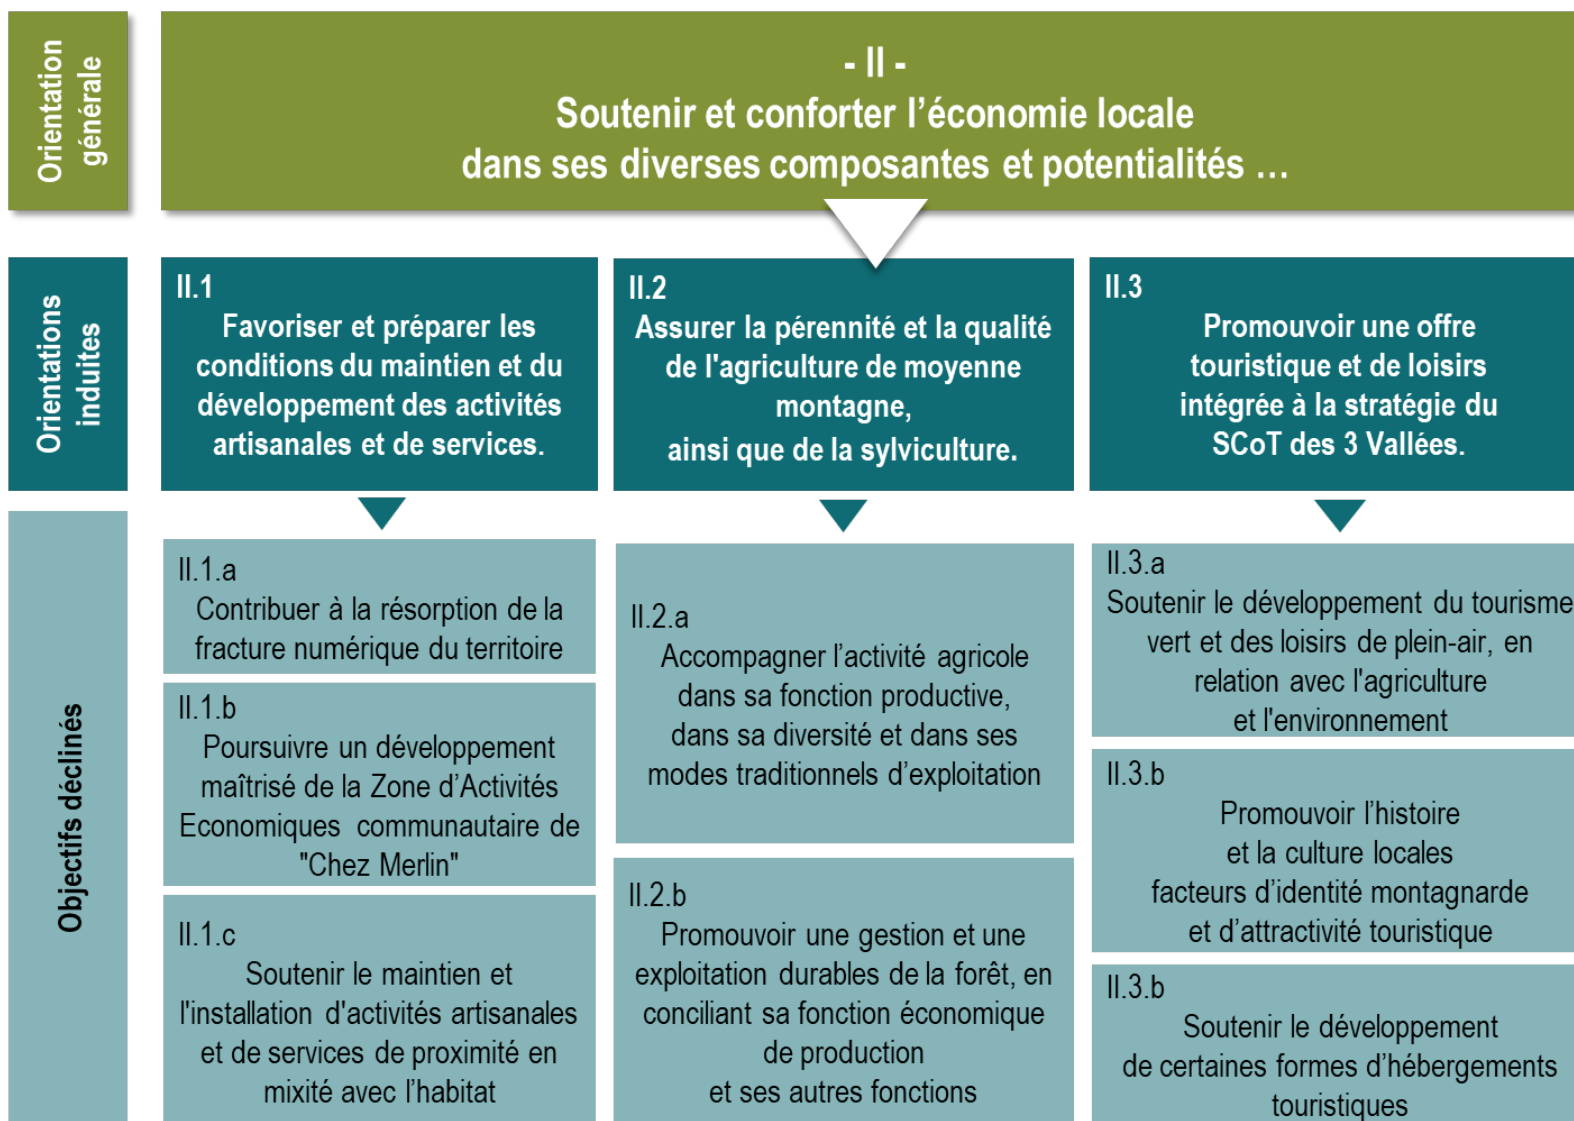 Orientation
générale
- II -
Soutenir et conforter l’économie locale
dans ses diverses composantes et potentialités ...
Orientations
induites
II.1
Favoriser et préparer les
conditions du maintien et du
développement des activités
artisanales et de services.
II.2
Assurer la pérennité et la qualité
de l'agriculture de moyenne
montagne,
ainsi que de la sylviculture.
II.3
Promouvoir une offre
touristique et de loisirs
intégrée à la stratégie du
SCoT des 3 Vallées.
Objectifs déclinés
II.1.a
Contribuer à la résorption de la
fracture numérique du territoire
II.1.b
Poursuivre un développement
maîtrisé de la Zone d’Activités
Economiques communautaire de
"Chez Merlin"
II.1.c
Soutenir le maintien et
l'installation d'activités artisanales
et de services de proximité en
mixité avec l’habitat
II.2.a
Accompagner l’activité agricole
dans sa fonction productive,
dans sa diversité et dans ses
modes traditionnels d’exploitation
II.2.b
Promouvoir une gestion et une
exploitation durables de la forêt, en
conciliant sa fonction économique
de production
et ses autres fonctions
II.3.a
Soutenir le développement du tourisme
vert et des loisirs de plein-air, en
relation avec l'agriculture
et l'environnement
II.3.b
Promouvoir l’histoire
et la culture locales
facteurs d’identité montagnarde
et d’attractivité touristique
II.3.b
Soutenir le développement
de certaines formes d’hébergements
touristiques